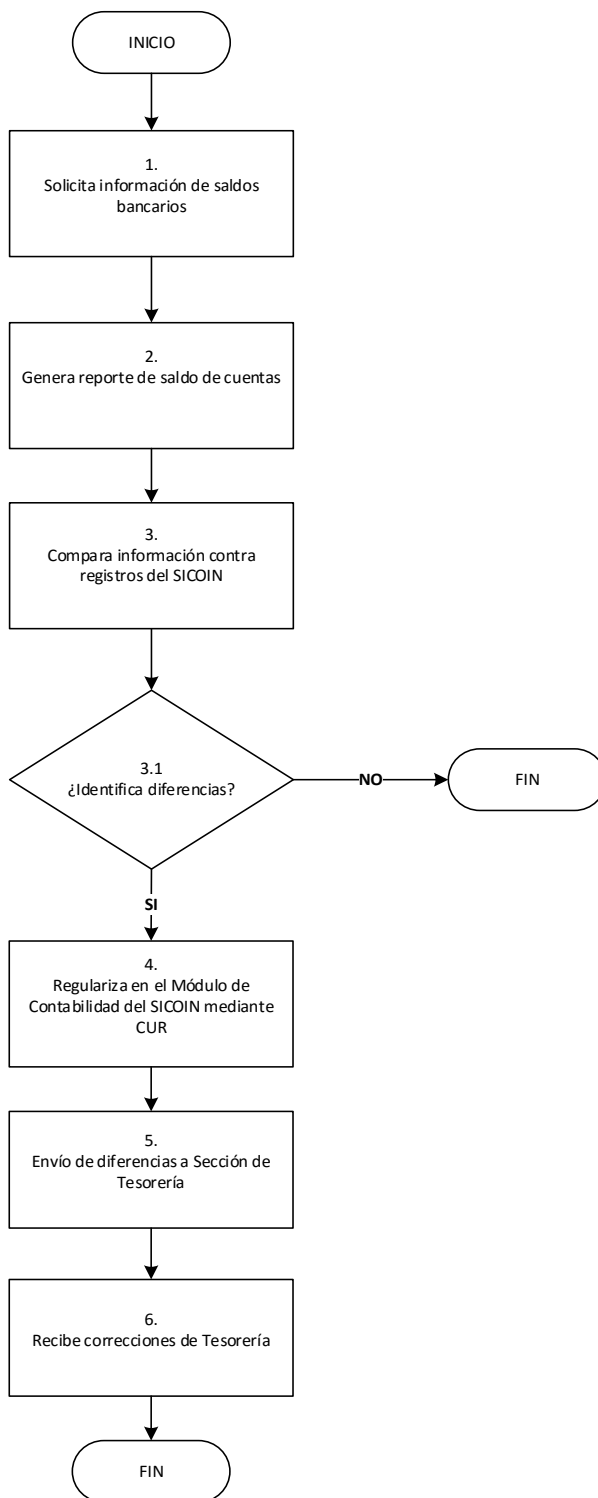 INICIO
1.
Solicita información de saldos
bancarios
2.
Genera reporte de saldo de cuentas
3.
Compara información contra
registros del SICOIN
3.1
¿Identifica diferencias?
NO
FIN
SI
4.
Regulariza en el Módulo de
Contabilidad del SICOIN mediante
CUR
5.
Envío de diferencias a Sección de
Tesorería
6.
Recibe correcciones de Tesorería
FIN